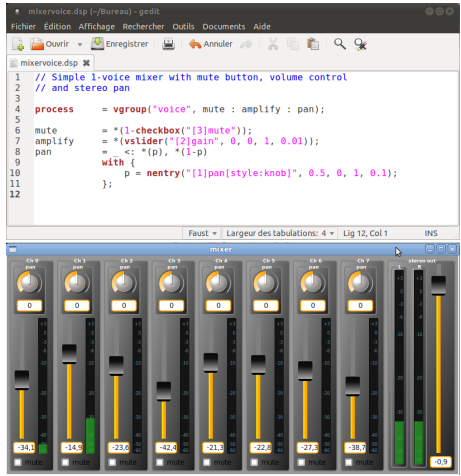 mixervoice.dsp (~/Bureau) - gedit
Fichier Édition Affichage Rechercher Outils Documents Aide
Ouvrir Enregistrer Annuler
mixervoice.dsp
1 // Simple 1-voice mixer with mute button, volume control
2 // and stereo pan
3
4 process = vgroup("voice", mute : amplify : pan);
5
6 mute = *(1-checkbox("[3]mute"));
7 amplify = *(vslider("[2]gain", 0, 0, 1, 0.01));
8 pan = _ <: *(p), *(1-p)
9 with {
10 p = nentry("[1]pan[style:knob]", 0.5, 0, 1, 0.1);
11 };
12
Faust Largeur des tabulations: 4 Lig 12, Col 1 INS
mixer
Ch 0 Ch 1 Ch 2 Ch 3 Ch 4 Ch 5 Ch 6 Ch 7 stereo out
pan pan pan pan pan pan pan pan L R
0 0 0 0 0 0 0 0
-34,1 -14,9 -23,6 -42,4 -21,3 -22,8 -27,3 -38,7 -0,9
mute mute mute mute mute mute mute mute